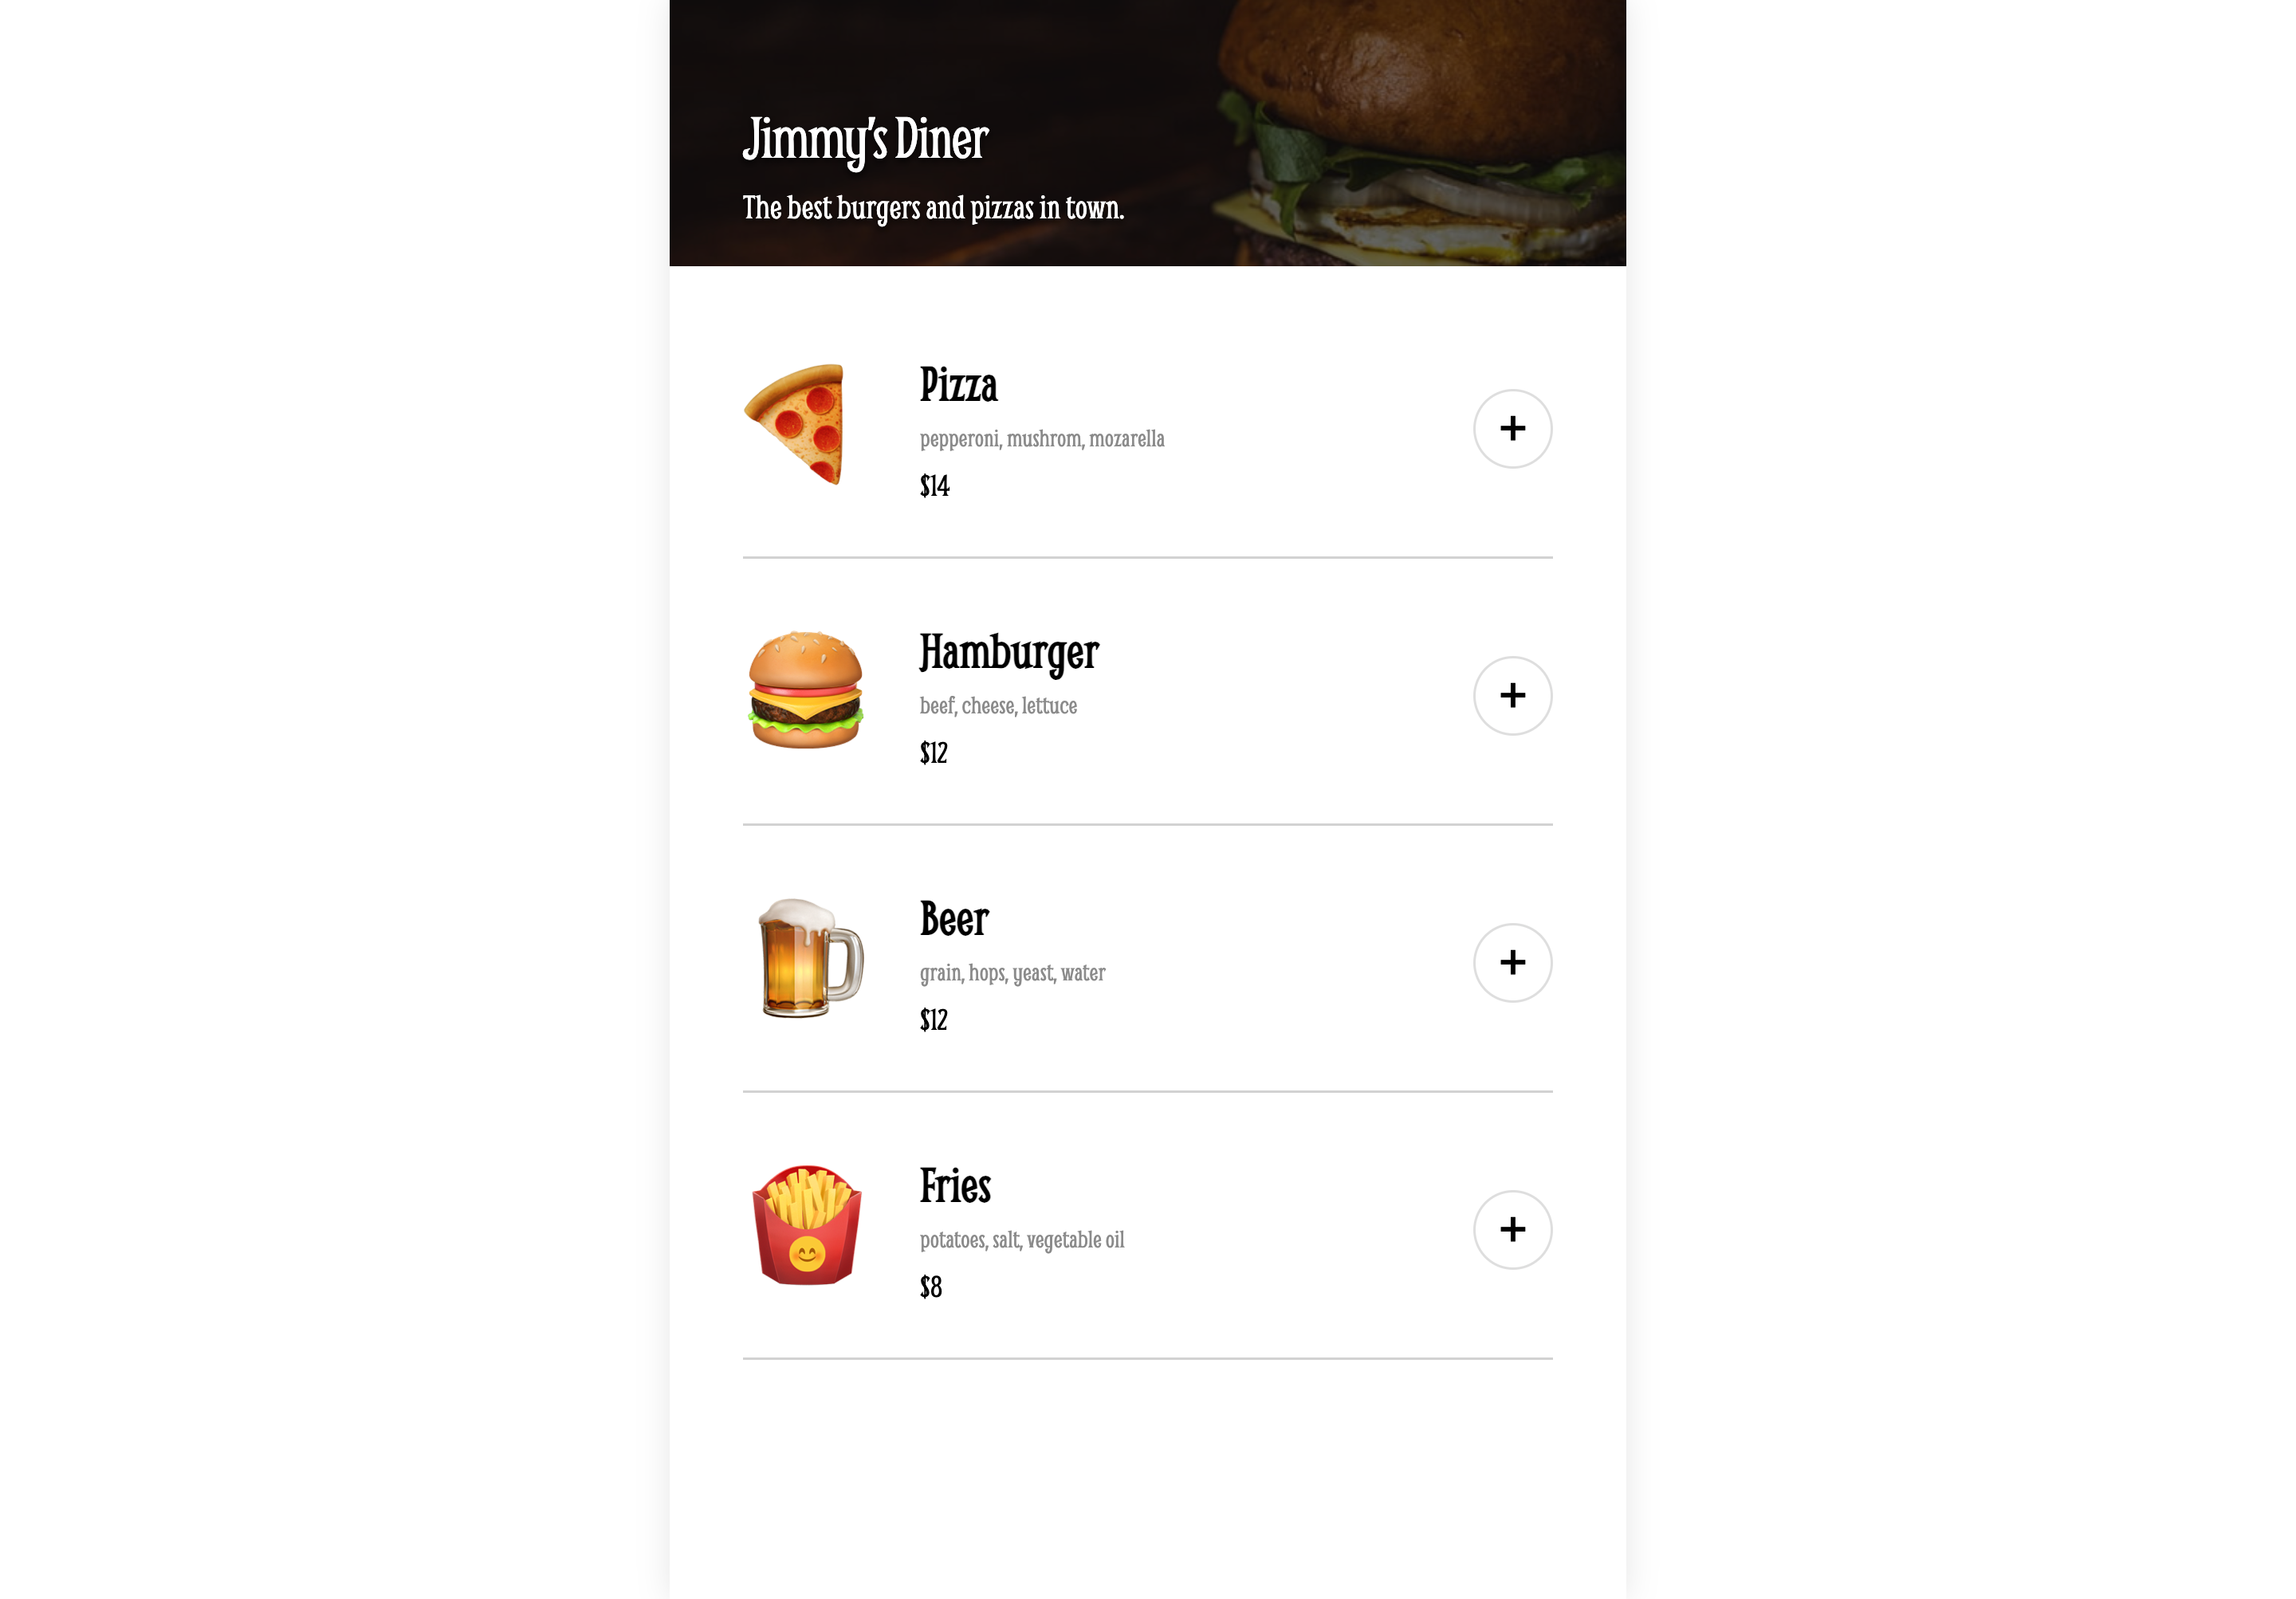 Jimmy's Diner
The best burgers and pizzas in town.
Pizza
pepperoni, mushrom, mozarella
$14
+
Hamburger
beef, cheese, lettuce
$12
+
Beer
grain, hops, yeast, water
$12
+
Fries
potatoes, salt, vegetable oil
$8
+